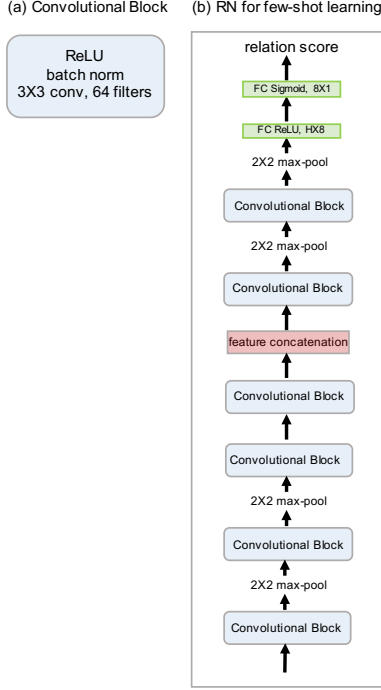 (a) Convolutional Block
ReLU
batch norm
3X3 conv, 64 filters
(b) RN for few-shot learning
relation score
FC Sigmoid, 8X1
FC ReLU, HX8
2X2 max-pool
Convolutional Block
2X2 max-pool
Convolutional Block
feature concatenation
Convolutional Block
Convolutional Block
2X2 max-pool
Convolutional Block
2X2 max-pool
Convolutional Block